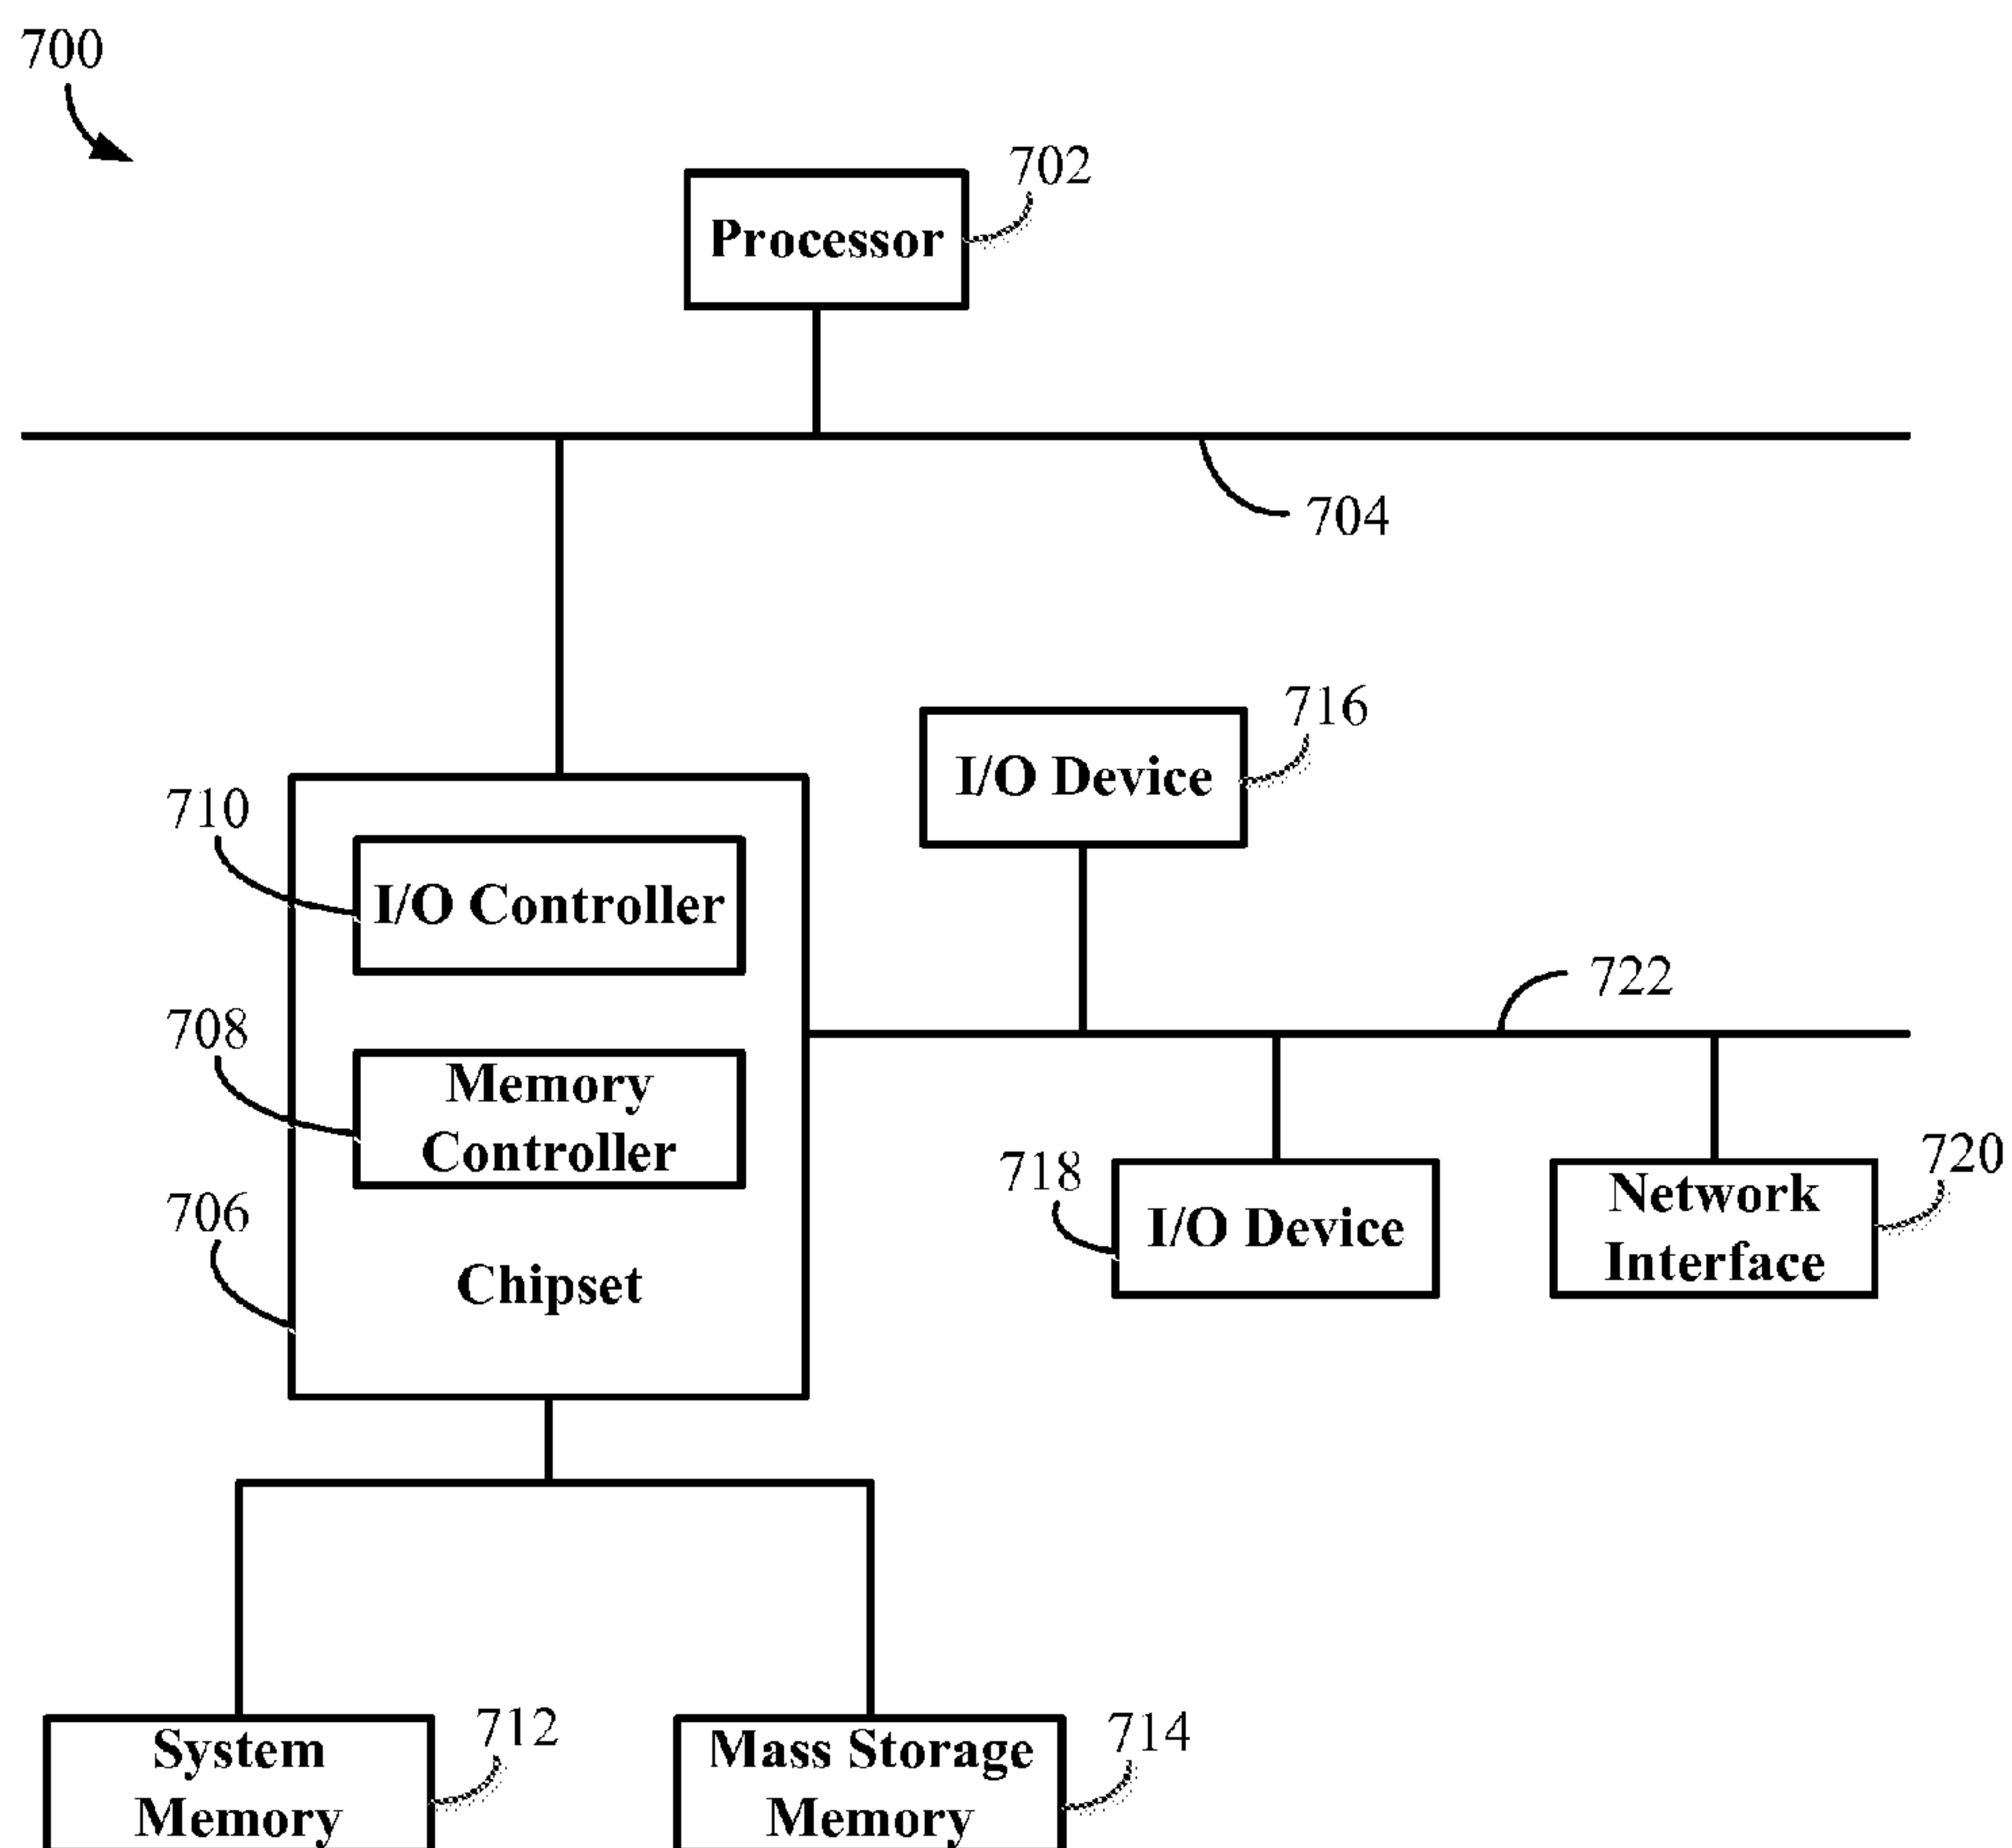 700
702
Processor
704
716
I/O Device
710
I/O Controller
722
708
Memory
Controller
718
I/O Device
720
Network
Interface
706
Chipset
712
System
Memory
714
Mass Storage
Memory